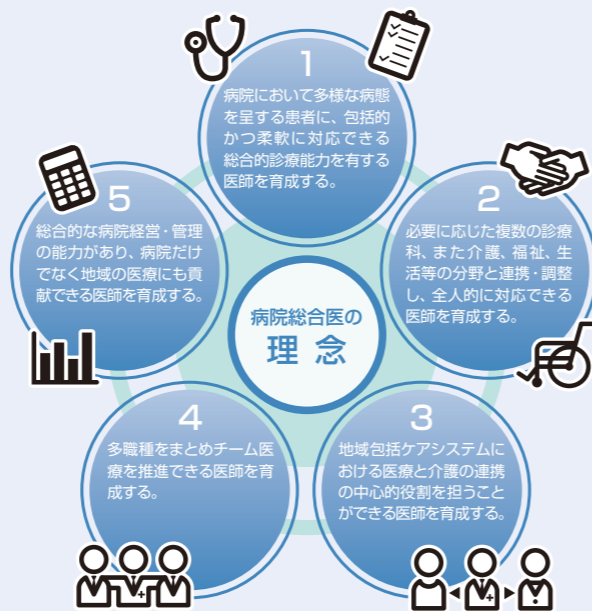 1
病院において多様な病態
を呈する患者に、包括的
かつ柔軟に対応できる
総合的診療能力を有する
医師を育成する。
2
必要に応じた複数の診療
科、また介護、福祉、生
活等の分野と連携・調整
し、全人的に対応できる
医師を育成する。
3
地域包括ケアシステムに
おける医療と介護の連携
の中心的役割を担うこと
ができる医師を育成する。
4
多職種をまとめチーム医
療を推進できる医師を育
成する。
5
総合的な病院経営・管理
の能力があり、病院だけ
でなく地域の医療にも貢
献できる医師を育成する。
病院総合医の
理念